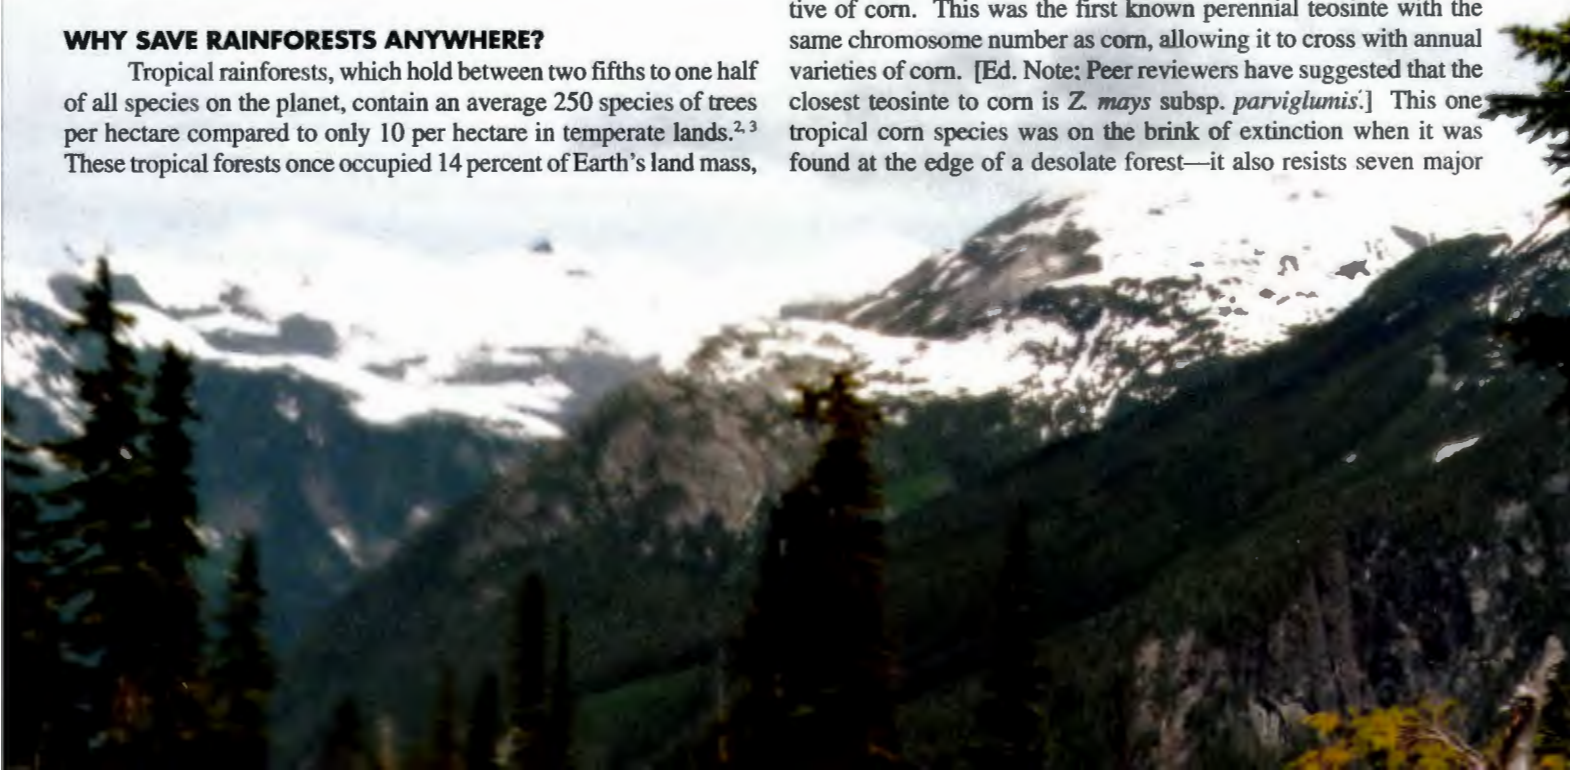 WHY SAVE RAINFORESTS ANYWHERE?
Tropical rainforests, which hold between two fifths to one half
of all species on the planet, contain an average 250 species of trees
per hectare compared to only 10 per hectare in temperate lands.2, 3
These tropical forests once occupied 14 percent of Earth's land mass,
tive of corn. This was the first known perennial teosinte with the
same chromosome number as corn, allowing it to cross with annual
varieties of corn. [Ed. Note: Peer reviewers have suggested that the
closest teosinte to corn is Z. mays subsp. parviglumis.] This one
tropical corn species was on the brink of extinction when it was
found at the edge of a desolate forest—it also resists seven major